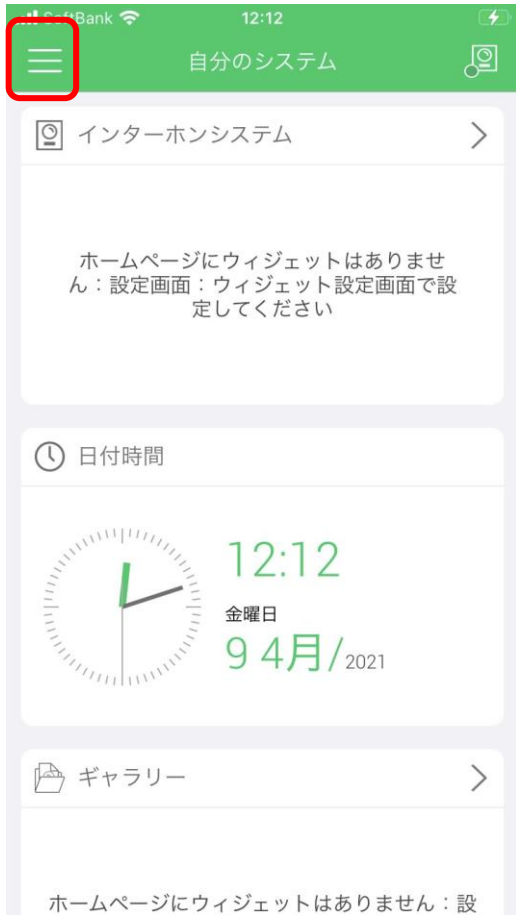 SoftBank 12:12
自分のシステム
インターホンシステム
ホームページにウィジェットはありませ
ん：設定画面：ウィジェット設定画面で設
定してください
日付時間
12:12
金曜日
9 4月/2021
ギャラリー
ホームページにウィジェットはありません：設